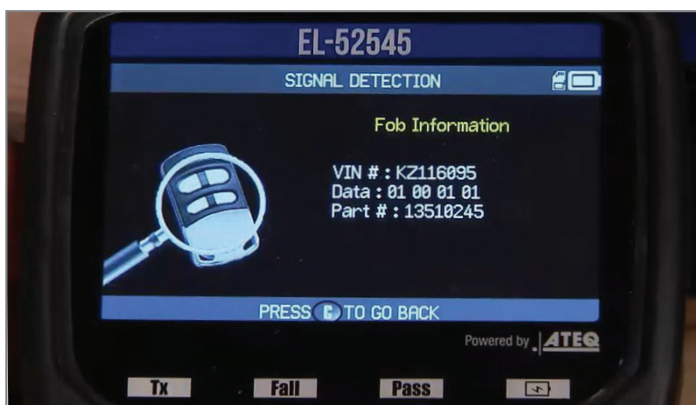 EL-52545
SIGNAL DETECTION
Fob Information
VIN # : KZ116095
Data : 01 00 01 01
Part # : 13510245
PRESS C TO GO BACK
Powered by ATEQ
Tx Fail Pass